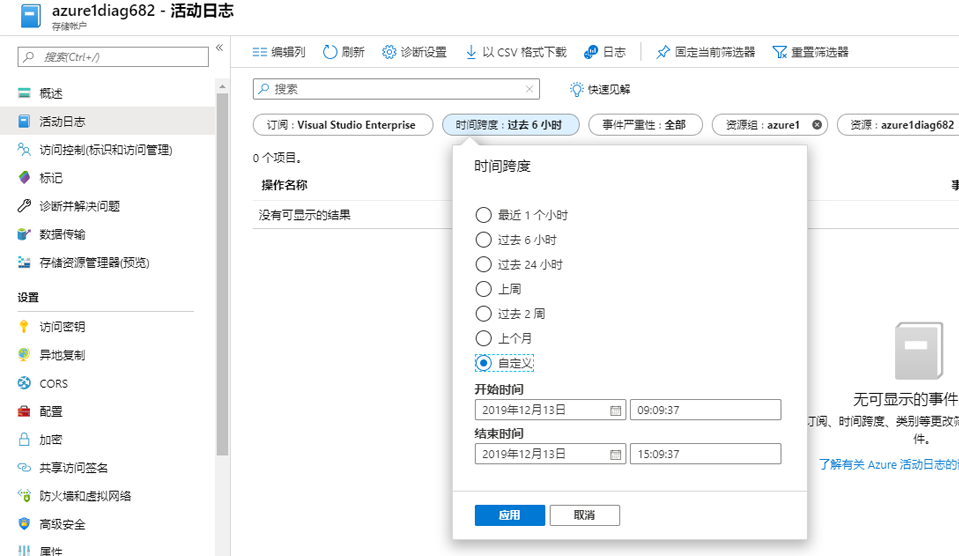 azure1diag682 - 活动日志
存储帐户
搜索(Ctrl+/)
«
概述
活动日志
访问控制(标识和访问管理)
标记
诊断并解决问题
数据传输
存储资源管理器(预览)
设置
访问密钥
异地复制
CORS
配置
加密
共享访问签名
防火墙和虚拟网络
高级安全
属性
编辑列
刷新
诊断设置
以 CSV 格式下载
日志
固定当前筛选器
重置筛选器
搜索
快速见解
订阅 : Visual Studio Enterprise
时间跨度 : 过去 6 小时
事件严重性 : 全部
资源组 : azure1
资源 : azure1diag682
0 个项目。
操作名称
事
没有可显示的结果
时间跨度
最近 1 个小时
过去 6 小时
过去 24 小时
上周
过去 2 周
上个月
自定义
开始时间
2019年12月13日 09:09:37
结束时间
2019年12月13日 15:09:37
应用 取消
无可显示的事件
订阅、时间跨度、类别等更改筛
件。
了解有关 Azure 活动日志的详